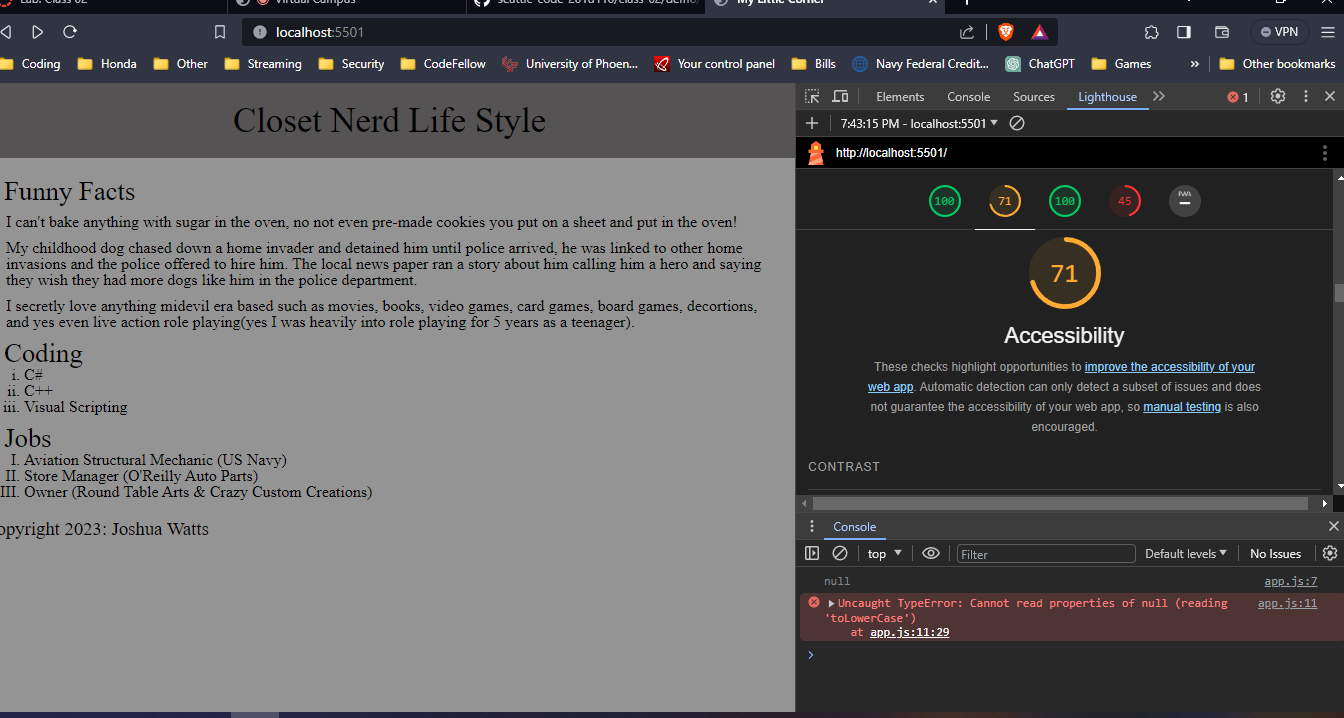 Lab: Class 02
Virtual Campus
seattle-code-201d116/class-02/demo/
My Little Corner
localhost:5501
VPN
Coding
Honda
Other
Streaming
Security
CodeFellow
University of Phoen...
Your control panel
Bills
Navy Federal Credit...
ChatGPT
Games
»
Other bookmarks
Closet Nerd Life Style
Funny Facts
I can't bake anything with sugar in the oven, no not even pre-made cookies you put on a sheet and put in the oven!
My childhood dog chased down a home invader and detained him until police arrived, he was linked to other home
invasions and the police offered to hire him. The local news paper ran a story about him calling him a hero and saying
they wish they had more dogs like him in the police department.
I secretly love anything midevil era based such as movies, books, video games, card games, board games, decortions,
and yes even live action role playing(yes I was heavily into role playing for 5 years as a teenager).
Coding
i. C#
ii. C++
iii. Visual Scripting
Jobs
I. Aviation Structural Mechanic (US Navy)
II. Store Manager (O'Reilly Auto Parts)
III. Owner (Round Table Arts & Crazy Custom Creations)
opyright 2023: Joshua Watts
Elements
Console
Sources
Lighthouse
1
7:43:15 PM - localhost:5501
http://localhost:5501/
100
71
100
45
PWA
71
Accessibility
These checks highlight opportunities to improve the accessibility of your
web app. Automatic detection can only detect a subset of issues and does
not guarantee the accessibility of your web app, so manual testing is also
encouraged.
CONTRAST
Console
top
Filter
Default levels
No Issues
null
app.js:7
Uncaught TypeError: Cannot read properties of null (reading
app.js:11
'toLowerCase')
at app.js:11:29